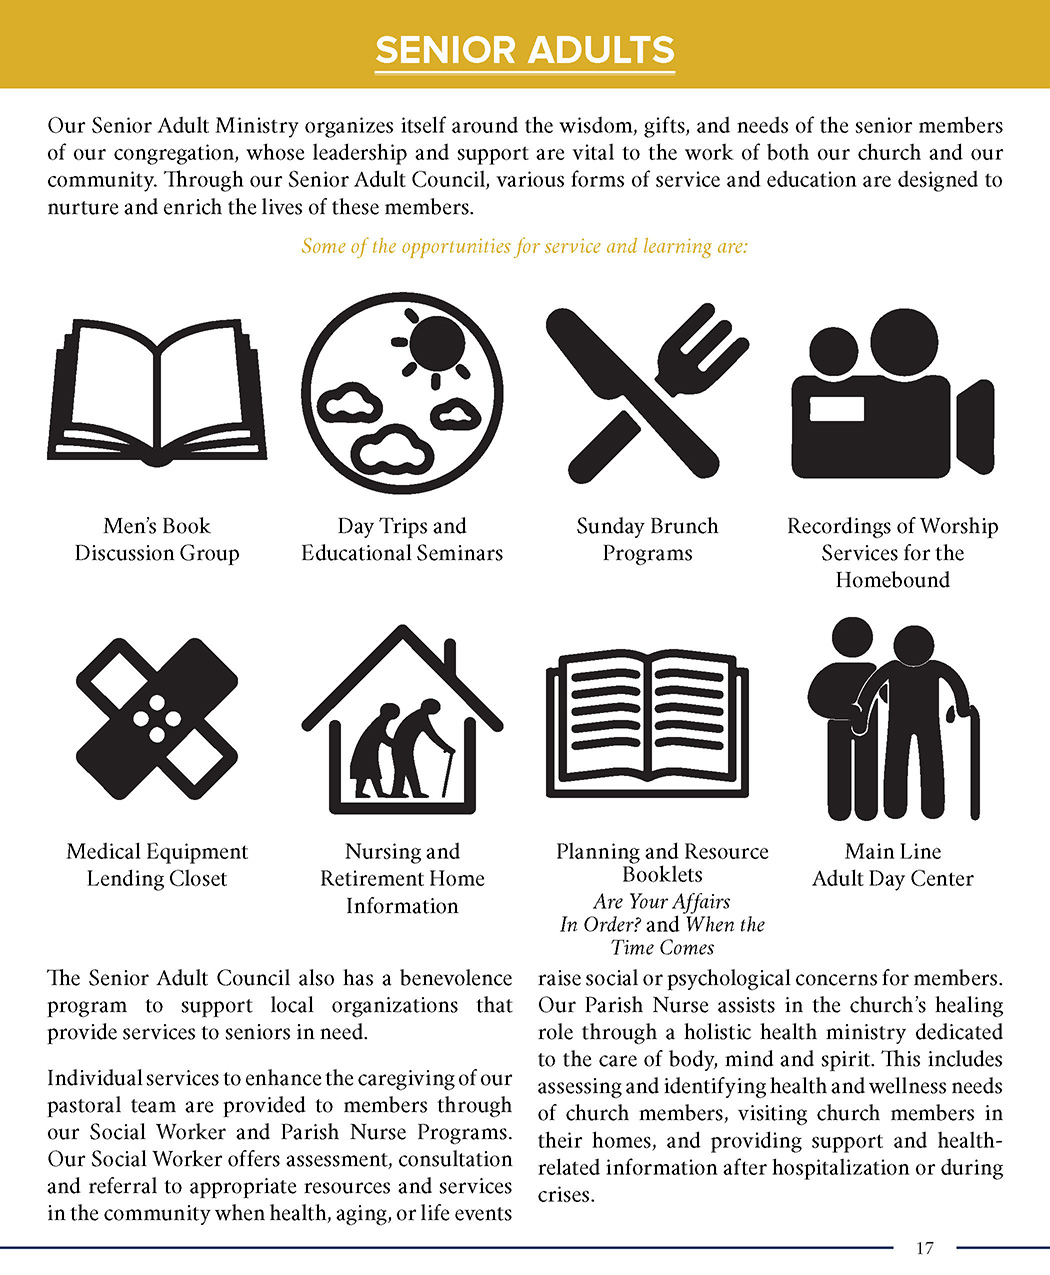 SENIOR ADULTS
Our Senior Adult Ministry organizes itself around the wisdom, gifts, and needs of the senior members
of our congregation, whose leadership and support are vital to the work of both our church and our
community. Through our Senior Adult Council, various forms of service and education are designed to
nurture and enrich the lives of these members.
Some of the opportunities for service and learning are:
Men’s Book
Discussion Group
Day Trips and
Educational Seminars
Sunday Brunch
Programs
Recordings of Worship
Services for the
Homebound
Medical Equipment
Lending Closet
Nursing and
Retirement Home
Information
Planning and Resource
Booklets
Are Your Affairs
In Order? and When the
Time Comes
Main Line
Adult Day Center
The Senior Adult Council also has a benevolence
program to support local organizations that
provide services to seniors in need.
Individual services to enhance the caregiving of our
pastoral team are provided to members through
our Social Worker and Parish Nurse Programs.
Our Social Worker offers assessment, consultation
and referral to appropriate resources and services
in the community when health, aging, or life events
raise social or psychological concerns for members.
Our Parish Nurse assists in the church’s healing
role through a holistic health ministry dedicated
to the care of body, mind and spirit. This includes
assessing and identifying health and wellness needs
of church members, visiting church members in
their homes, and providing support and health-
related information after hospitalization or during
crises.
17